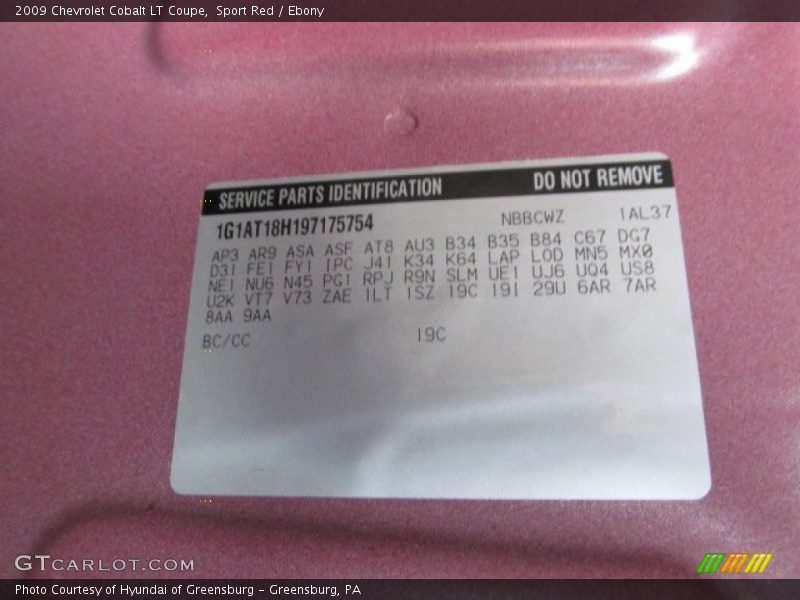 2009 Chevrolet Cobalt LT Coupe, Sport Red / Ebony
SERVICE PARTS IDENTIFICATION DO NOT REMOVE
1G1AT18H197175754 NBBCWZ 1AL37
AP3 AR9 ASA ASF AT8 AU3 B34 B35 B84 C67 DG7
D31 FE1 FY1 IPC J41 K34 K64 LAP LOD MN5 MX0
NE1 NU6 N45 PG1 RPJ R9N SLM UE1 UJ6 UQ4 US8
U2K VT7 V73 ZAE 1LT 1SZ 19C 19I 29U 6AR 7AR
8AA 9AA
BC/CC 19C
GTCARLOT.COM
Photo Courtesy of Hyundai of Greensburg – Greensburg, PA